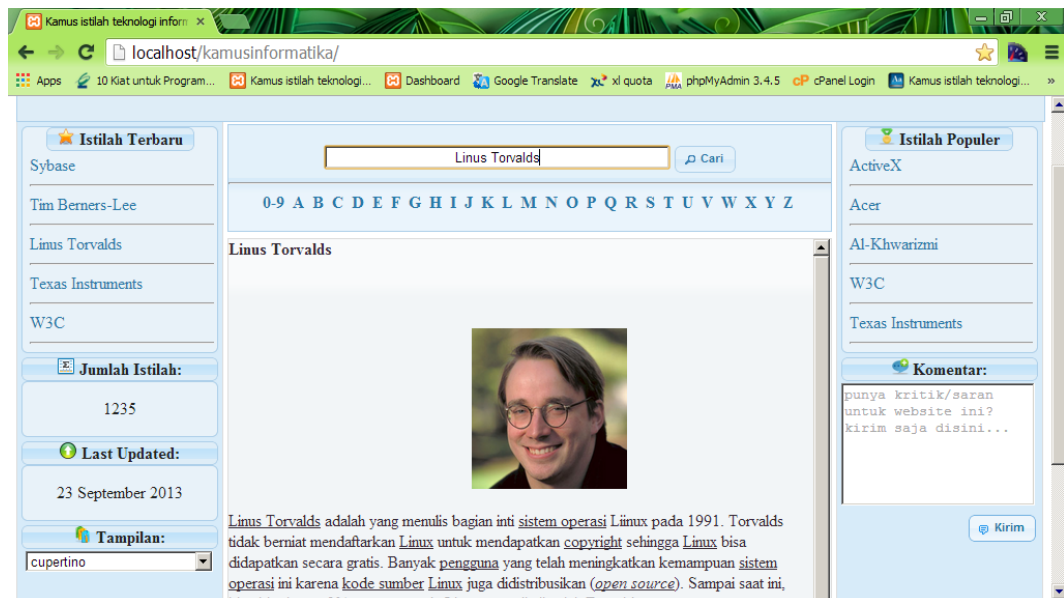 Kamus istilah teknologi inform
localhost/kamusinformatika/
Apps 10 Kiat untuk Program... Kamus istilah teknologi... Dashboard Google Translate xl quota phpMyAdmin 3.4.5 cPanel Login Kamus istilah teknologi... »
Istilah Terbaru
Sybase
Tim Berners-Lee
Linus Torvalds
Texas Instruments
W3C
Jumlah Istilah:
1235
Last Updated:
23 September 2013
Tampilan:
cupertino
Linus Torvalds
Cari
0-9 A B C D E F G H I J K L M N O P Q R S T U V W X Y Z
Linus Torvalds
Linus Torvalds adalah yang menulis bagian inti sistem operasi Liinux pada 1991. Torvalds
tidak berniat mendaftarkan Linux untuk mendapatkan copyright sehingga Linux bisa
didapatkan secara gratis. Banyak pengguna yang telah meningkatkan kemampuan sistem
operasi ini karena kode sumber Linux juga didistribusikan (open source). Sampai saat ini,
Istilah Populer
ActiveX
Acer
Al-Khwarizmi
W3C
Texas Instruments
Komentar:
punya kritik/saran
untuk website ini?
kirim saja disini...
Kirim